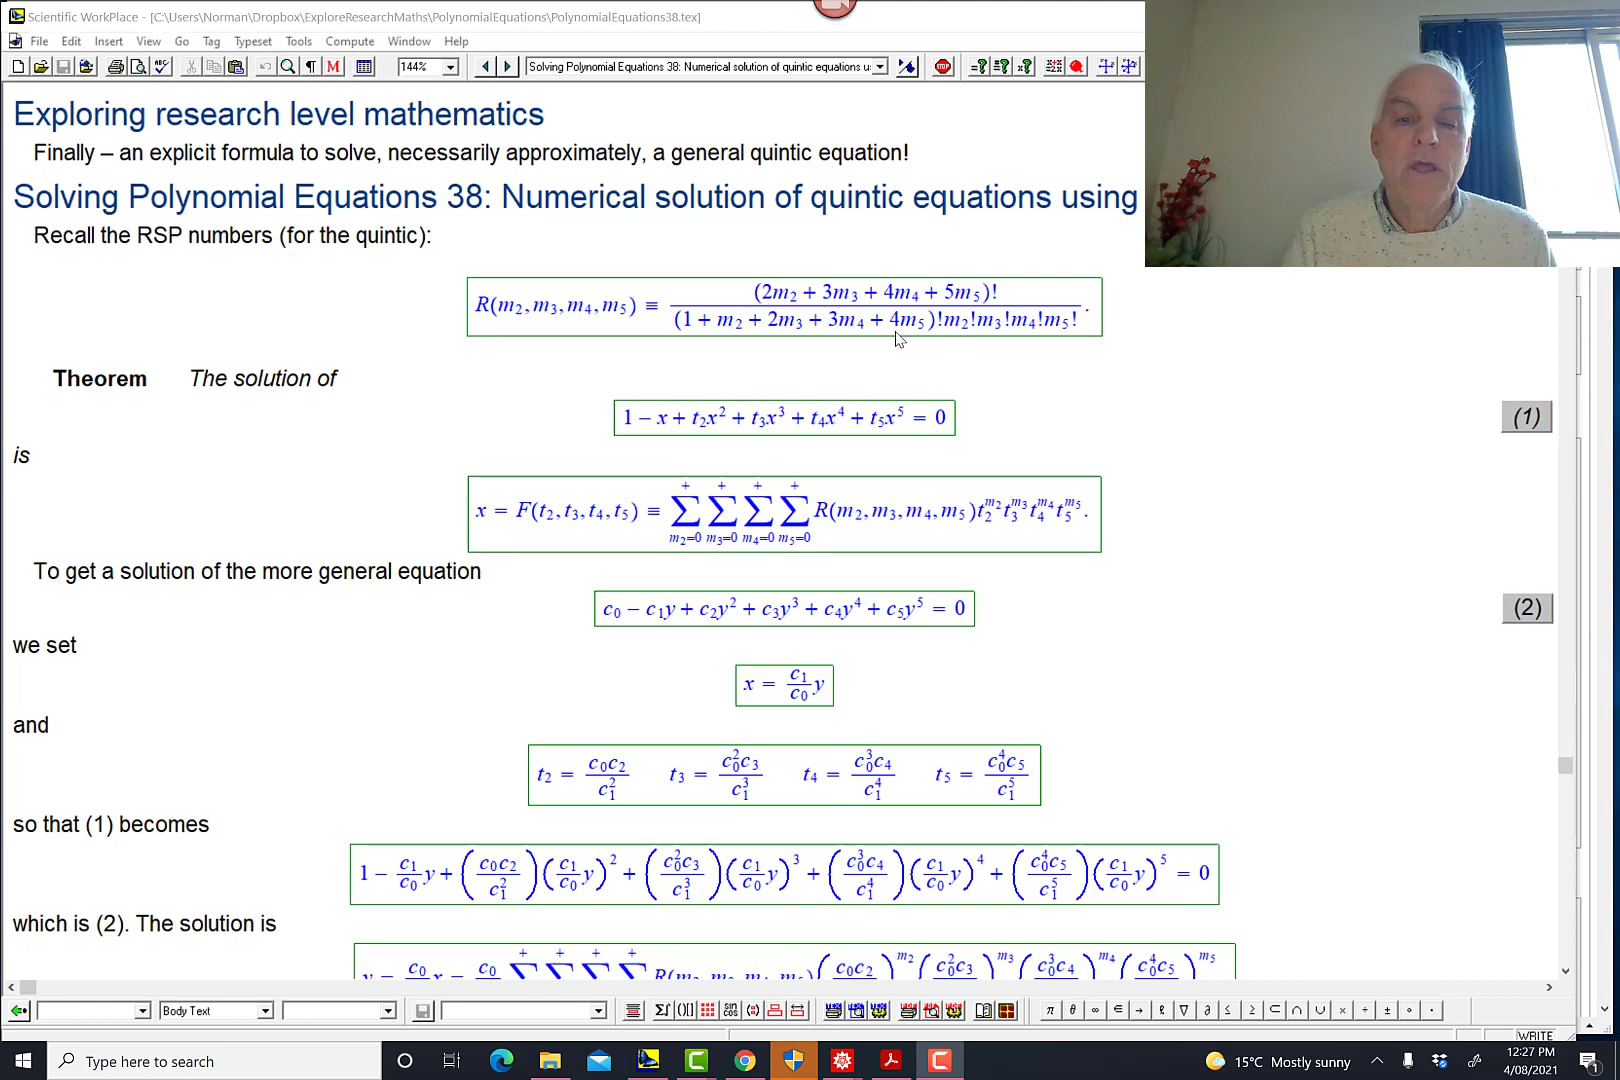 Scientific WorkPlace - [C:\Users\Norman\Dropbox\ExploreResearchMaths\PolynomialEquations\PolynomialEquations38.tex]
File Edit Insert View Go Tag Typeset Tools Compute Window Help
144% Solving Polynomial Equations 38: Numerical solution of quintic equations u STOP
Exploring research level mathematics
Finally – an explicit formula to solve, necessarily approximately, a general quintic equation!
Solving Polynomial Equations 38: Numerical solution of quintic equations using
Recall the RSP numbers (for the quintic):
R(m₂, m₃, m₄, m₅) ≡ (2m₂ + 3m₃ + 4m₄ + 5m₅)! / (1 + m₂ + 2m₃ + 3m₄ + 4m₅)!m₂!m₃!m₄!m₅! .
Theorem The solution of
1 − x + t₂x² + t₃x³ + t₄x⁴ + t₅x⁵ = 0 (1)
is
x = F(t₂, t₃, t₄, t₅) ≡ ∑⁺_{m₂=0} ∑⁺_{m₃=0} ∑⁺_{m₄=0} ∑⁺_{m₅=0} R(m₂, m₃, m₄, m₅)t₂^{m₂}t₃^{m₃}t₄^{m₄}t₅^{m₅}.
To get a solution of the more general equation
c₀ − c₁y + c₂y² + c₃y³ + c₄y⁴ + c₅y⁵ = 0 (2)
we set
x = c₁/c₀ y
and
t₂ = c₀c₂/c₁² t₃ = c₀²c₃/c₁³ t₄ = c₀³c₄/c₁⁴ t₅ = c₀⁴c₅/c₁⁵
so that (1) becomes
1 − c₁/c₀ y + (c₀c₂/c₁²)(c₁/c₀ y)² + (c₀²c₃/c₁³)(c₁/c₀ y)³ + (c₀³c₄/c₁⁴)(c₁/c₀ y)⁴ + (c₀⁴c₅/c₁⁵)(c₁/c₀ y)⁵ = 0
which is (2). The solution is
Body Text
WRITE
Type here to search
15°C Mostly sunny
12:27 PM
4/08/2021
1